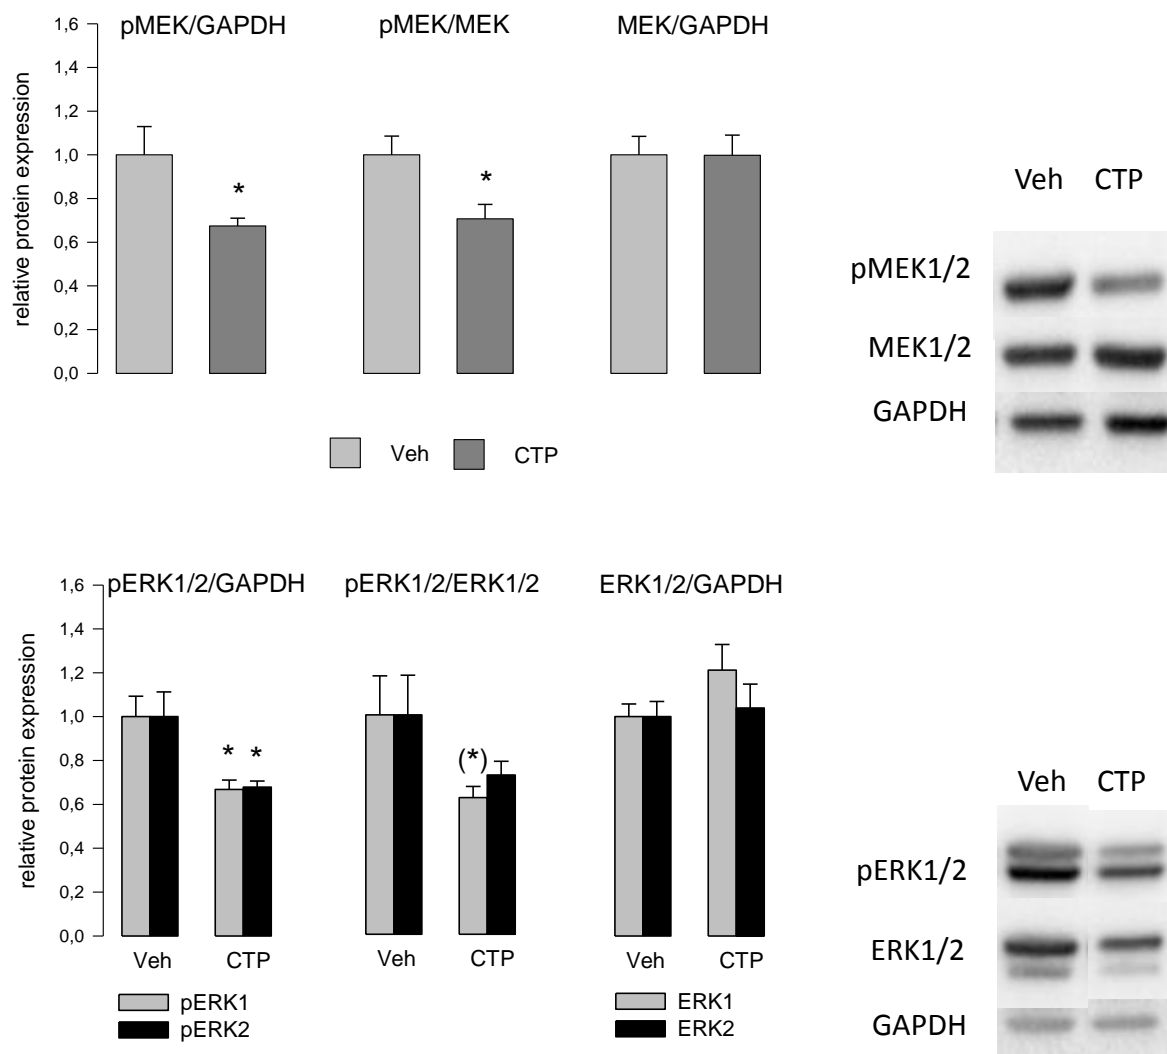 pMEK/GAPDH pMEK/MEK MEK/GAPDH
relative protein expression
1,6
1,4
1,2
1,0
0,8
0,6
0,4
0,2
0,0
* *
Veh CTP
Veh CTP
pMEK1/2
MEK1/2
GAPDH
pERK1/2/GAPDH pERK1/2/ERK1/2 ERK1/2/GAPDH
relative protein expression
1,6
1,4
1,2
1,0
0,8
0,6
0,4
0,2
0,0
* * (*)
Veh CTP Veh CTP Veh CTP
pERK1
pERK2
ERK1
ERK2
Veh CTP
pERK1/2
ERK1/2
GAPDH